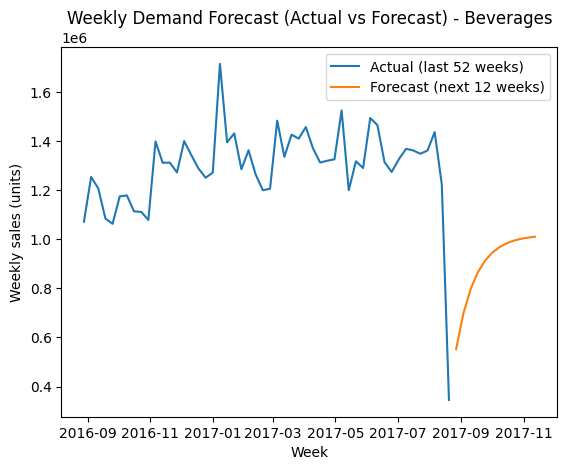 Weekly Demand Forecast (Actual vs Forecast) - Beverages
1e6
Actual (last 52 weeks)
Forecast (next 12 weeks)
Weekly sales (units)
1.6
1.4
1.2
1.0
0.8
0.6
0.4
2016-09 2016-11 2017-01 2017-03 2017-05 2017-07 2017-09 2017-11
Week